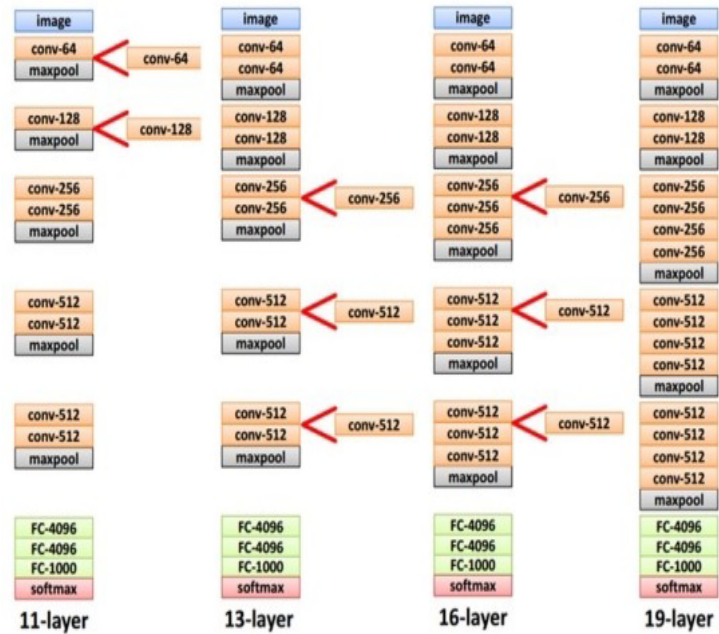 image
conv-64
maxpool
conv-64
conv-128
maxpool
conv-128
conv-256
conv-256
maxpool
conv-512
conv-512
maxpool
conv-512
conv-512
maxpool
FC-4096
FC-4096
FC-1000
softmax
11-layer
image
conv-64
conv-64
maxpool
conv-128
conv-128
maxpool
conv-256
conv-256
maxpool
conv-256
conv-512
conv-512
maxpool
conv-512
conv-512
conv-512
maxpool
conv-512
FC-4096
FC-4096
FC-1000
softmax
13-layer
image
conv-64
conv-64
maxpool
conv-128
conv-128
maxpool
conv-256
conv-256
conv-256
maxpool
conv-256
conv-512
conv-512
conv-512
maxpool
conv-512
conv-512
conv-512
conv-512
maxpool
conv-512
FC-4096
FC-4096
FC-1000
softmax
16-layer
image
conv-64
conv-64
maxpool
conv-128
conv-128
maxpool
conv-256
conv-256
conv-256
conv-256
maxpool
conv-512
conv-512
conv-512
conv-512
maxpool
conv-512
conv-512
conv-512
conv-512
maxpool
FC-4096
FC-4096
FC-1000
softmax
19-layer